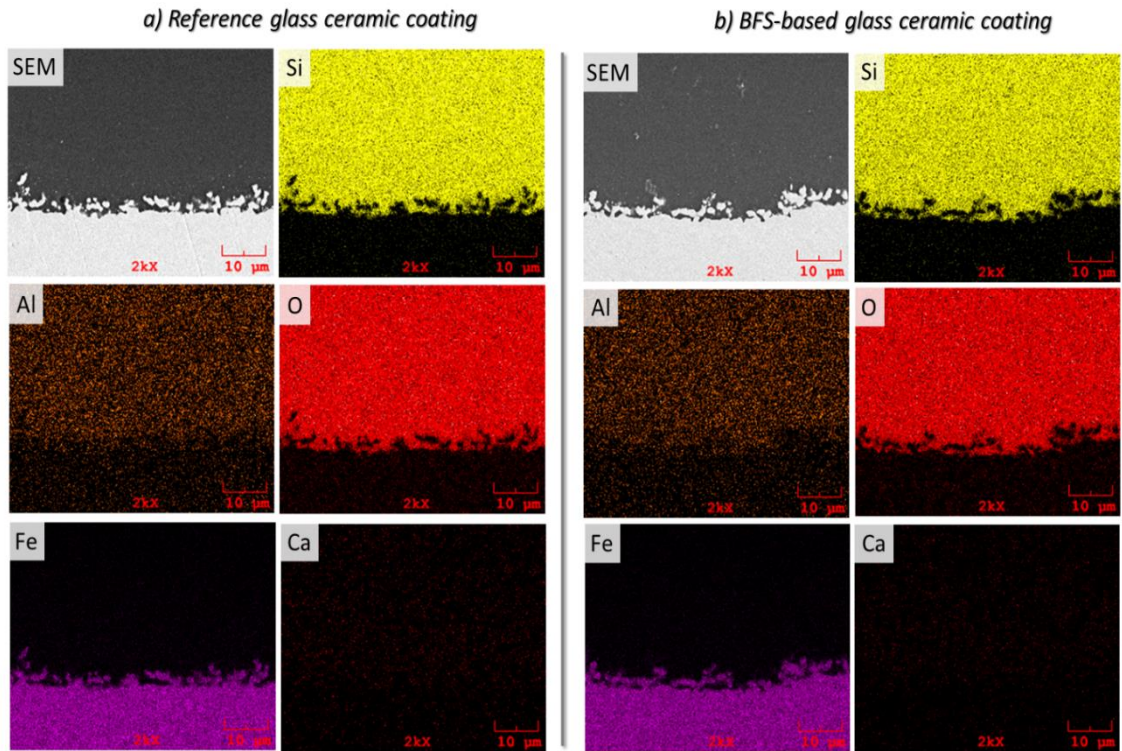 a) Reference glass ceramic coating
b) BFS-based glass ceramic coating
SEM
Si
2kX
10 µm
2kX
10 µm
Al
O
2kX
10 µm
2kX
10 µm
Fe
Ca
2kX
10 µm
2kX
10 µm
SEM
Si
2kX
10 µm
2kX
10 µm
Al
O
2kX
10 µm
2kX
10 µm
Fe
Ca
2kX
10 µm
2kX
10 µm